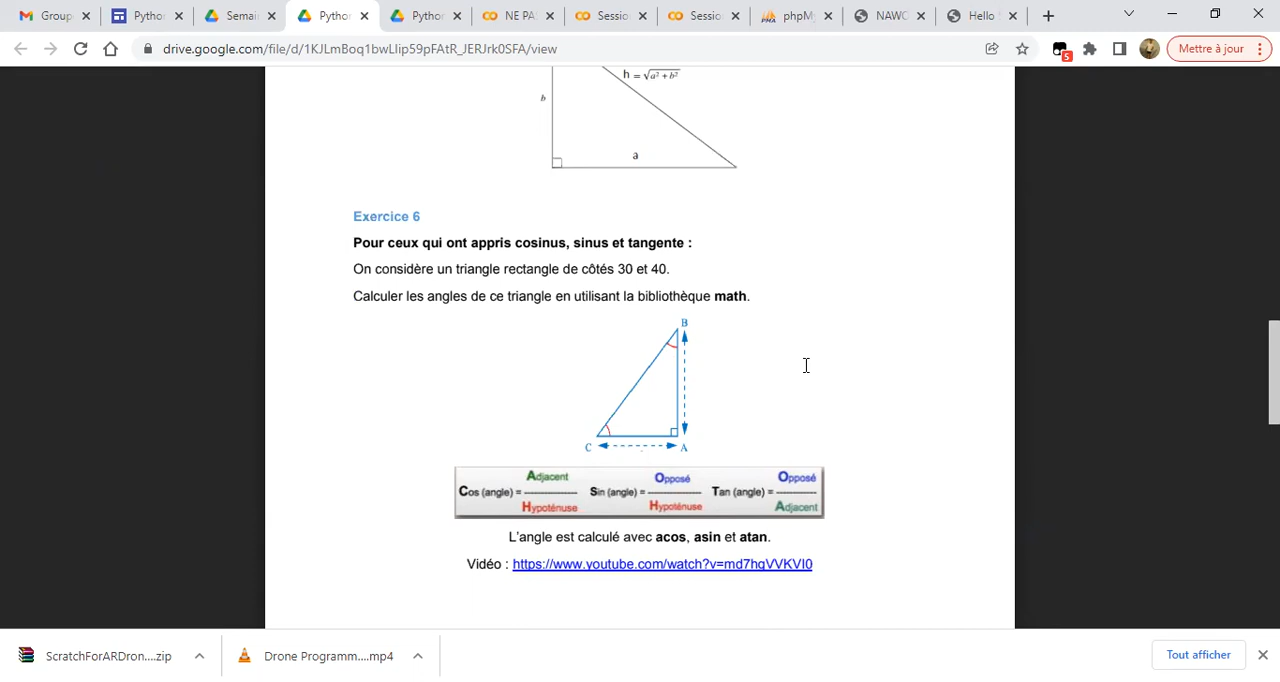 Group
Python
Semai
Pytho
Pytho
NE PA
Sessio
Sessio
phpM
NAWC
Hello
drive.google.com/file/d/1KJLmBoq1bwLlip59pFAtR_JERJrk0SFA/view
5
Mettre à jour
h = √a² + b²
b
a
Exercice 6
Pour ceux qui ont appris cosinus, sinus et tangente :
On considère un triangle rectangle de côtés 30 et 40.
Calculer les angles de ce triangle en utilisant la bibliothèque math.
B
C A
Adjacent Opposé Opposé
Cos (angle) = Sin (angle) = Tan (angle) =
Hypoténuse Hypoténuse Adjacent
L'angle est calculé avec acos, asin et atan.
Vidéo : https://www.youtube.com/watch?v=md7hqVVKVI0
ScratchForARDron....zip
Drone Programm....mp4
Tout afficher